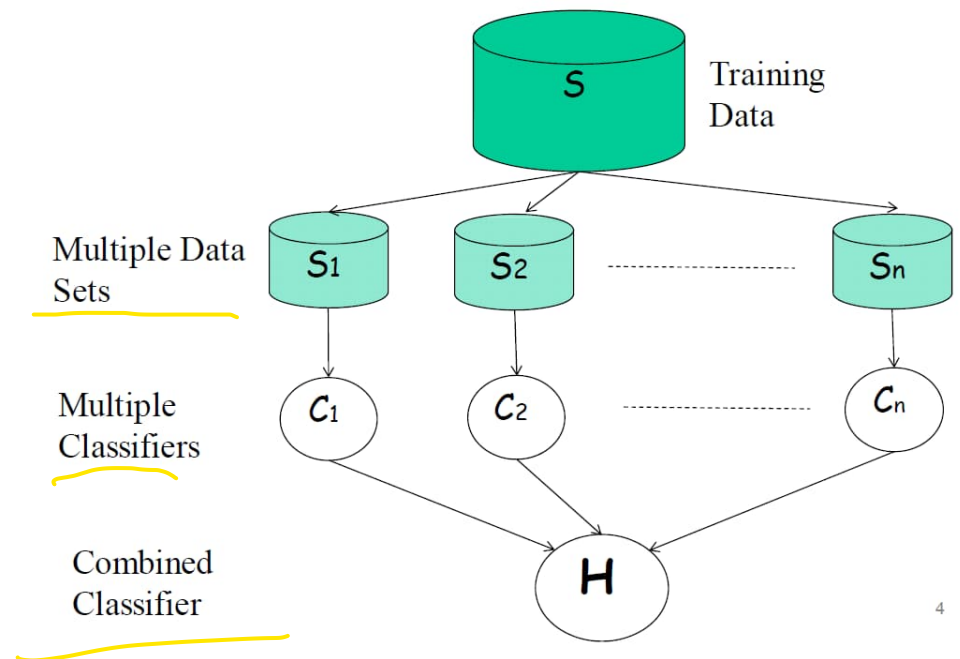 S
Training
Data
Multiple Data
Sets
S1
S2
Sn
Multiple
Classifiers
C1
C2
Cn
Combined
Classifier
H
4